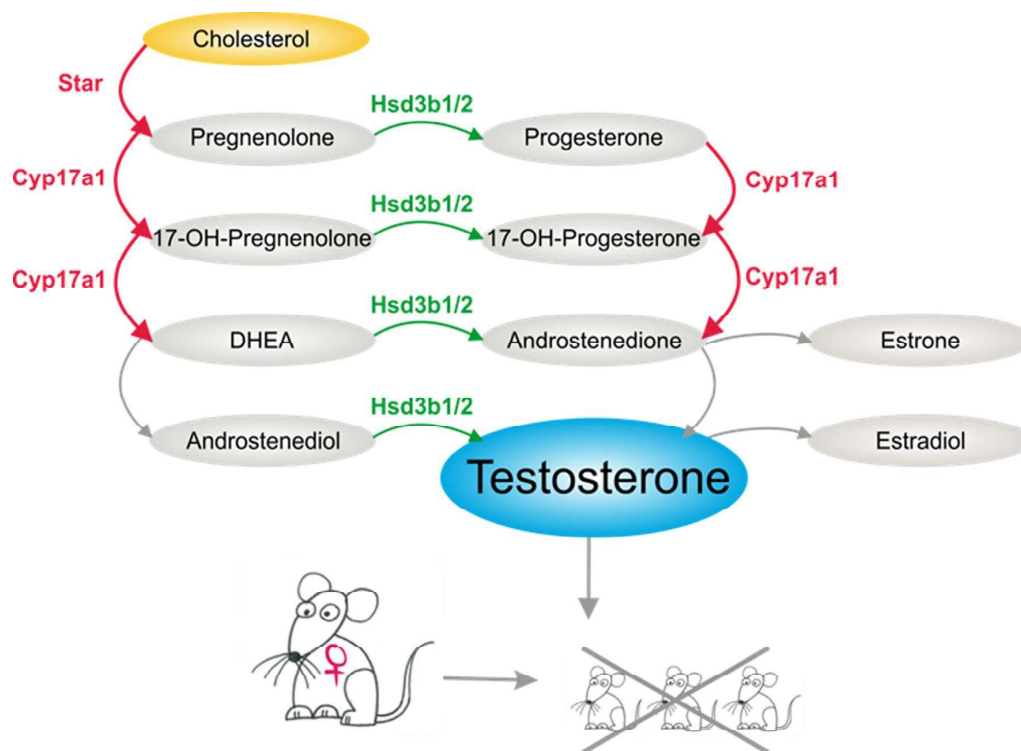 Cholesterol
Star
Hsd3b1/2
Pregnenolone
Progesterone
Cyp17a1
Cyp17a1
Hsd3b1/2
17-OH-Pregnenolone
17-OH-Progesterone
Cyp17a1
Cyp17a1
Hsd3b1/2
DHEA
Androstenedione
Estrone
Hsd3b1/2
Androstenediol
Testosterone
Estradiol
♀